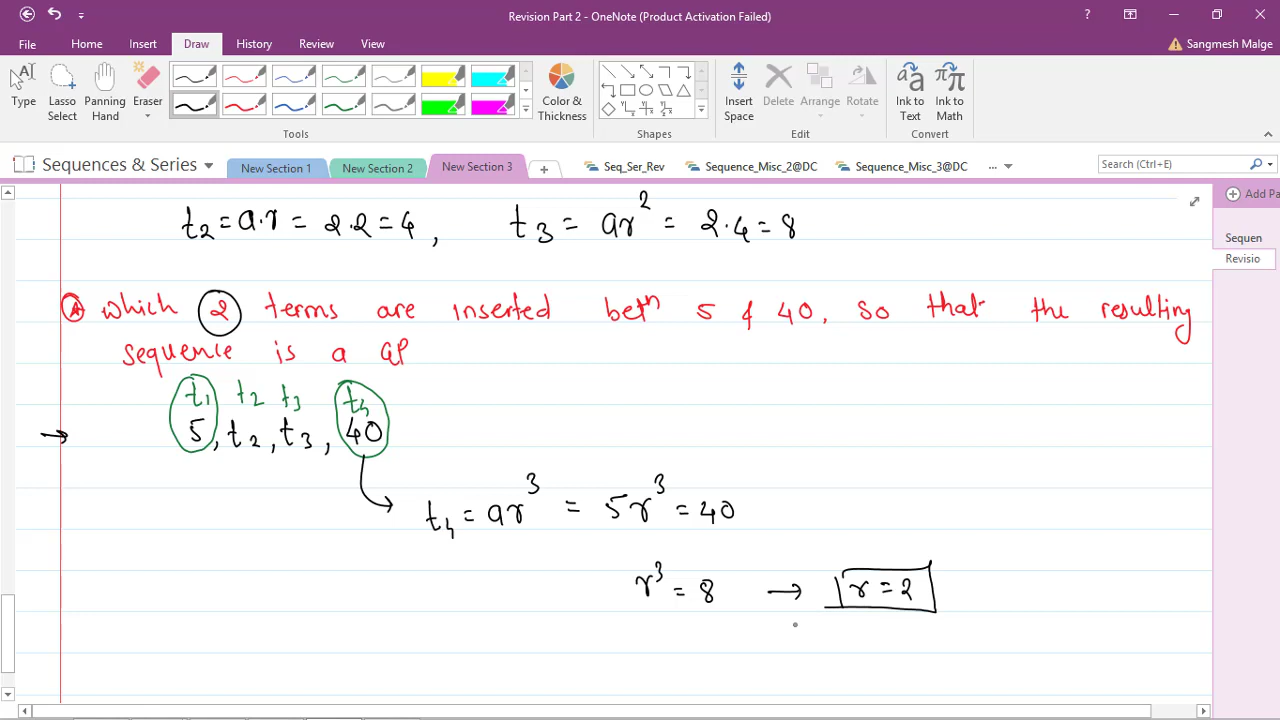 Revision Part 2 - OneNote (Product Activation Failed)
File Home Insert Draw History Review View Sangmesh Malge
Type Lasso Select Panning Hand Eraser Color & Thickness Insert Space Delete Arrange Rotate Ink to Text Ink to Math
Tools Shapes Edit Convert
Sequences & Series New Section 1 New Section 2 New Section 3 Seq_Ser_Rev Sequence_Misc_2@DC Sequence_Misc_3@DC ... Search (Ctrl+E)
Add Pa
Sequen
Revisio
t₂ = a·r = 2·2 = 4, t₃ = ar² = 2·4 = 8
which 2 terms are inserted betⁿ 5 & 40, so that the resulting
sequence is a GP
t₁ t₂ t₃ t₄
→ 5, t₂, t₃, 40
t₄ = ar³ = 5r³ = 40
r³ = 8 → r = 2